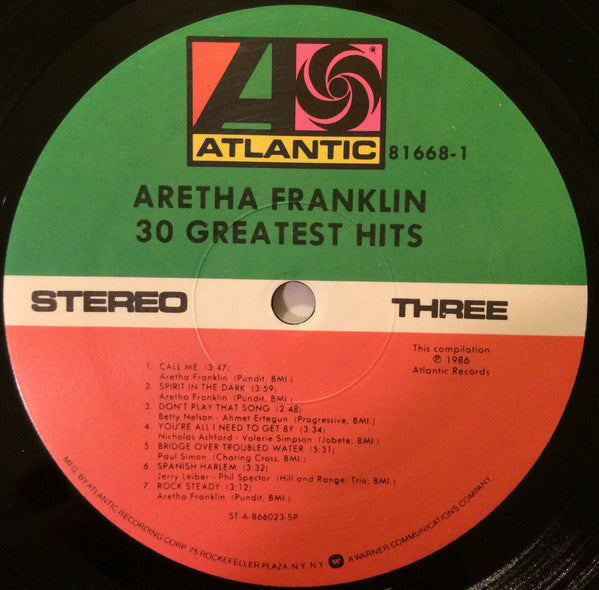 ATLANTIC
®
81668-1
ARETHA FRANKLIN
30 GREATEST HITS
STEREO
THREE
This compilation
℗ 1986
Atlantic Records
1. CALL ME (3:47)
Aretha Franklin (Pundit, BMI.)
2. SPIRIT IN THE DARK (3:59)
Aretha Franklin (Pundit, BMI.)
3. DON'T PLAY THAT SONG (2:48)
Betty Nelson - Ahmet Ertegun (Progressive, BMI.)
4. YOU'RE ALL I NEED TO GET BY (3:34)
Nicholas Ashford - Valerie Simpson (Jobete, BMI.)
5. BRIDGE OVER TROUBLED WATER (5:31)
Paul Simon (Charing Cross, BMI.)
6. SPANISH HARLEM (3:32)
Jerry Leiber - Phil Spector (Hill and Range/Trio, BMI.)
7. ROCK STEADY (3:12)
Aretha Franklin (Pundit, BMI.)
ST-A-866023-SP
MFG. BY ATLANTIC RECORDING CORP. 75 ROCKEFELLER PLAZA N.Y. N.Y. A WARNER COMMUNICATIONS COMPANY